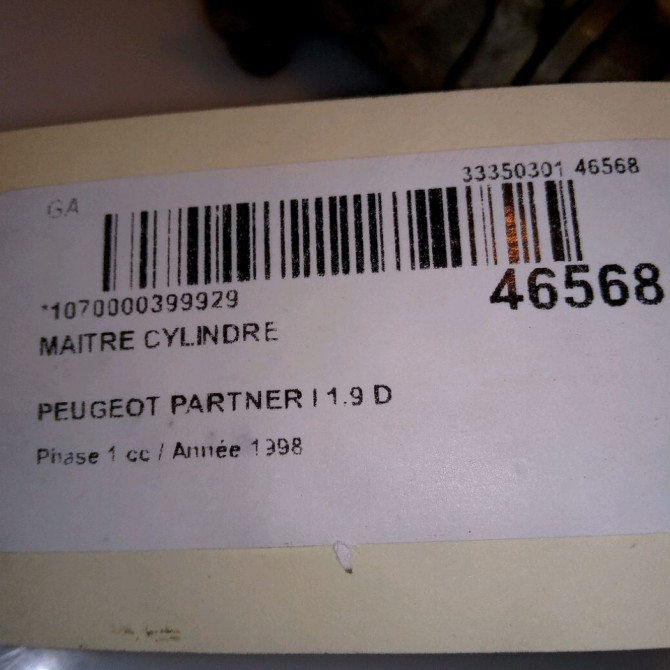 33350301 46568
GA
46568
*1070000399929
MAITRE CYLINDRE
PEUGEOT PARTNER I 1.9 D
Phase 1 cc / Année 1998